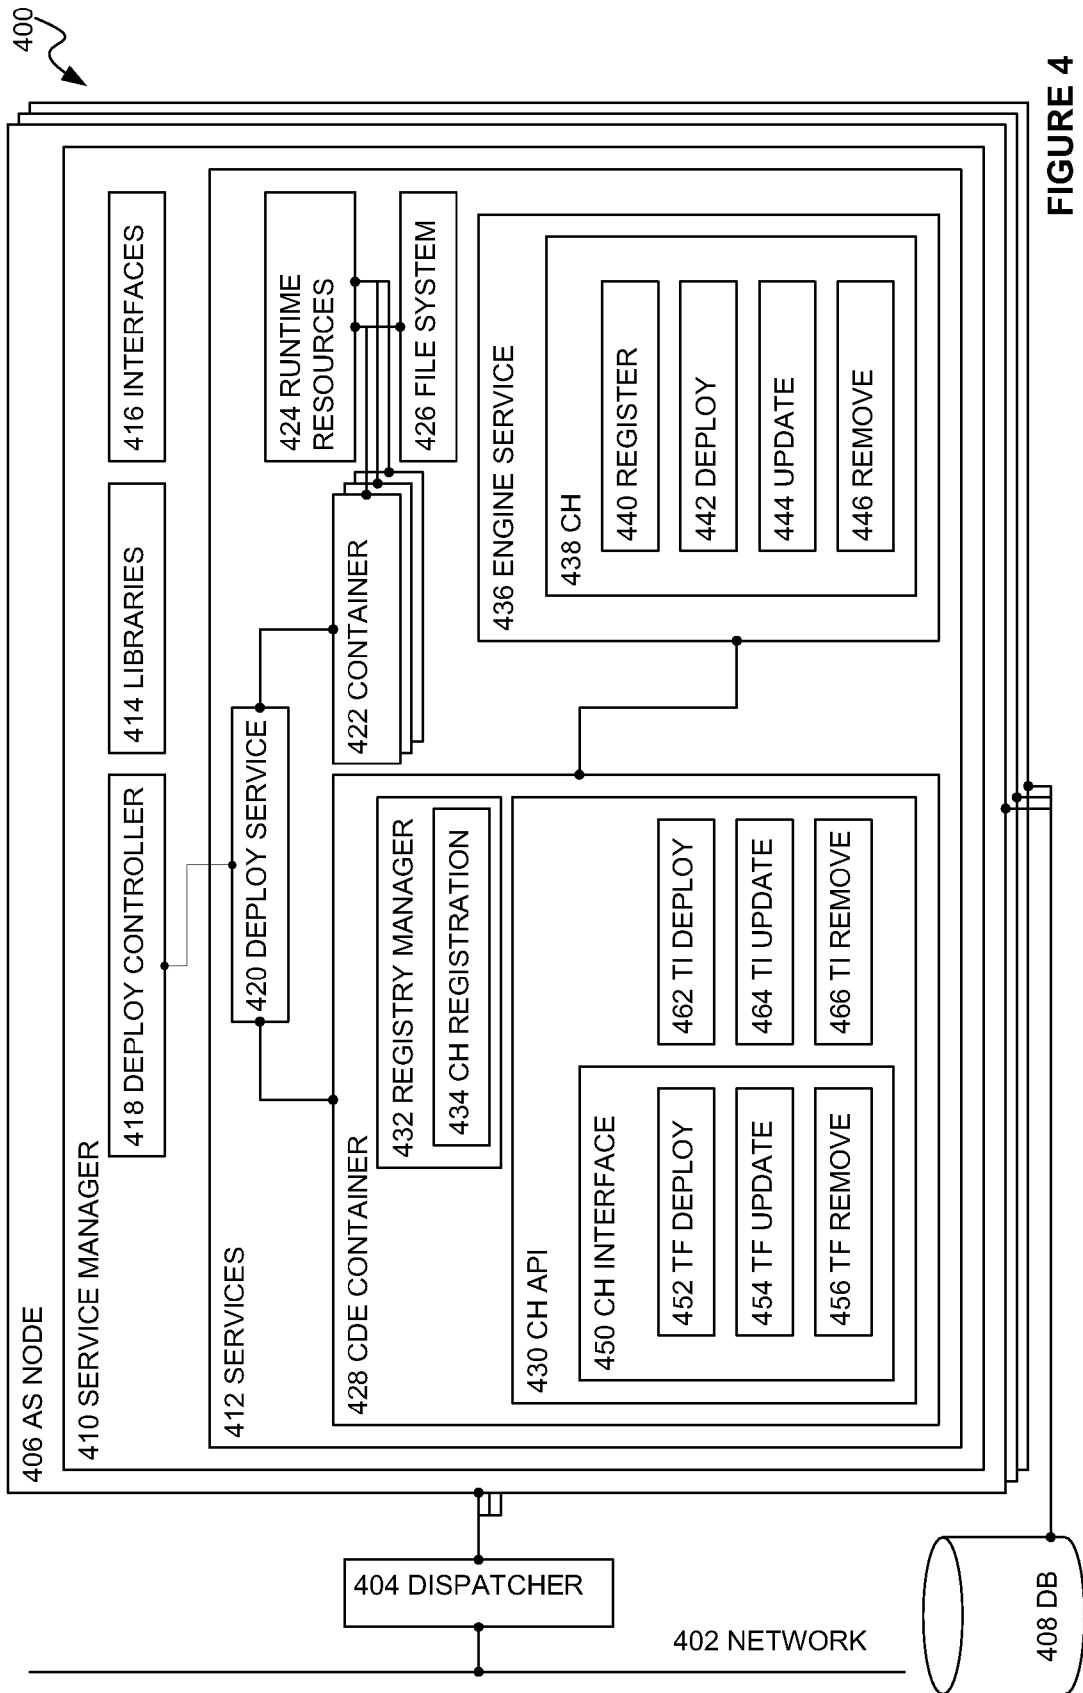 400
406 AS NODE
410 SERVICE MANAGER
418 DEPLOY CONTROLLER
414 LIBRARIES
416 INTERFACES
412 SERVICES
420 DEPLOY SERVICE
424 RUNTIME
RESOURCES
422 CONTAINER
426 FILE SYSTEM
428 CDE CONTAINER
432 REGISTRY MANAGER
434 CH REGISTRATION
430 CH API
450 CH INTERFACE
452 TF DEPLOY
454 TF UPDATE
456 TF REMOVE
462 TI DEPLOY
464 TI UPDATE
466 TI REMOVE
436 ENGINE SERVICE
438 CH
440 REGISTER
442 DEPLOY
444 UPDATE
446 REMOVE
404 DISPATCHER
402 NETWORK
408 DB
FIGURE 4